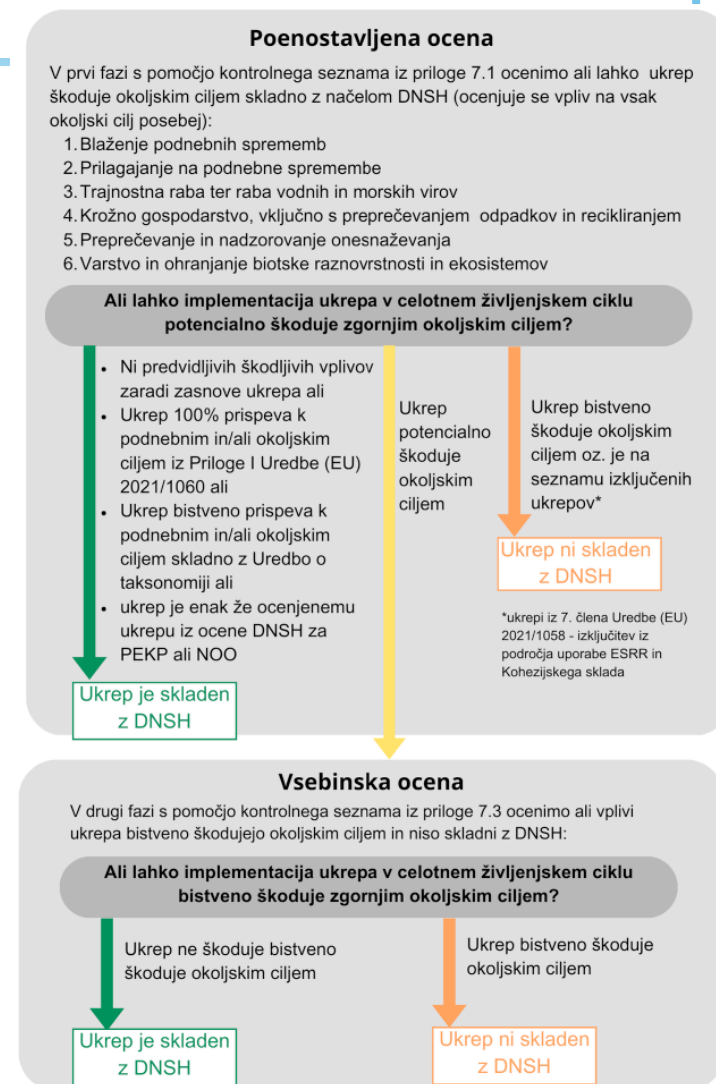 Poenostavljena ocena
V prvi fazi s pomočjo kontrolnega seznama iz priloge 7.1 ocenimo ali lahko ukrep
škoduje okoljskim ciljem skladno z načelom DNSH (ocenjuje se vpliv na vsak
okoljski cilj posebej):
1. Blaženje podnebnih sprememb
2. Prilagajanje na podnebne spremembe
3. Trajnostna raba ter raba vodnih in morskih virov
4. Krožno gospodarstvo, vključno s preprečevanjem odpadkov in recikliranjem
5. Preprečevanje in nadzorovanje onesnaževanja
6. Varstvo in ohranjanje biotske raznovrstnosti in ekosistemov
Ali lahko implementacija ukrepa v celotnem življenjskem ciklu
potencialno škoduje zgornjim okoljskim ciljem?
• Ni predvidljivih škodljivih vplivov
zaradi zasnove ukrepa ali
• Ukrep 100% prispeva k
podnebnim in/ali okoljskim
ciljem iz Priloge I Uredbe (EU)
2021/1060 ali
• Ukrep bistveno prispeva k
podnebnim in/ali okoljskim
ciljem skladno z Uredbo o
taksonomiji ali
• ukrep je enak že ocenjenemu
ukrepu iz ocene DNSH za
PEKP ali NOO
Ukrep je skladen
z DNSH
Ukrep
potencialno
škoduje
okoljskim
ciljem
Ukrep bistveno
škoduje okoljskim
ciljem oz. je na
seznamu izključenih
ukrepov*
Ukrep ni skladen
z DNSH
*ukrepi iz 7. člena Uredbe (EU)
2021/1058 - izključitev iz
področja uporabe ESRR in
Kohezijskega sklada
Vsebinska ocena
V drugi fazi s pomočjo kontrolnega seznama iz priloge 7.3 ocenimo ali vplivi
ukrepa bistveno škodujejo okoljskim ciljem in niso skladni z DNSH:
Ali lahko implementacija ukrepa v celotnem življenjskem ciklu
bistveno škoduje zgornjim okoljskim ciljem?
Ukrep ne škoduje bistveno
škoduje okoljskim ciljem
Ukrep je skladen
z DNSH
Ukrep bistveno škoduje
okoljskim ciljem
Ukrep ni skladen
z DNSH